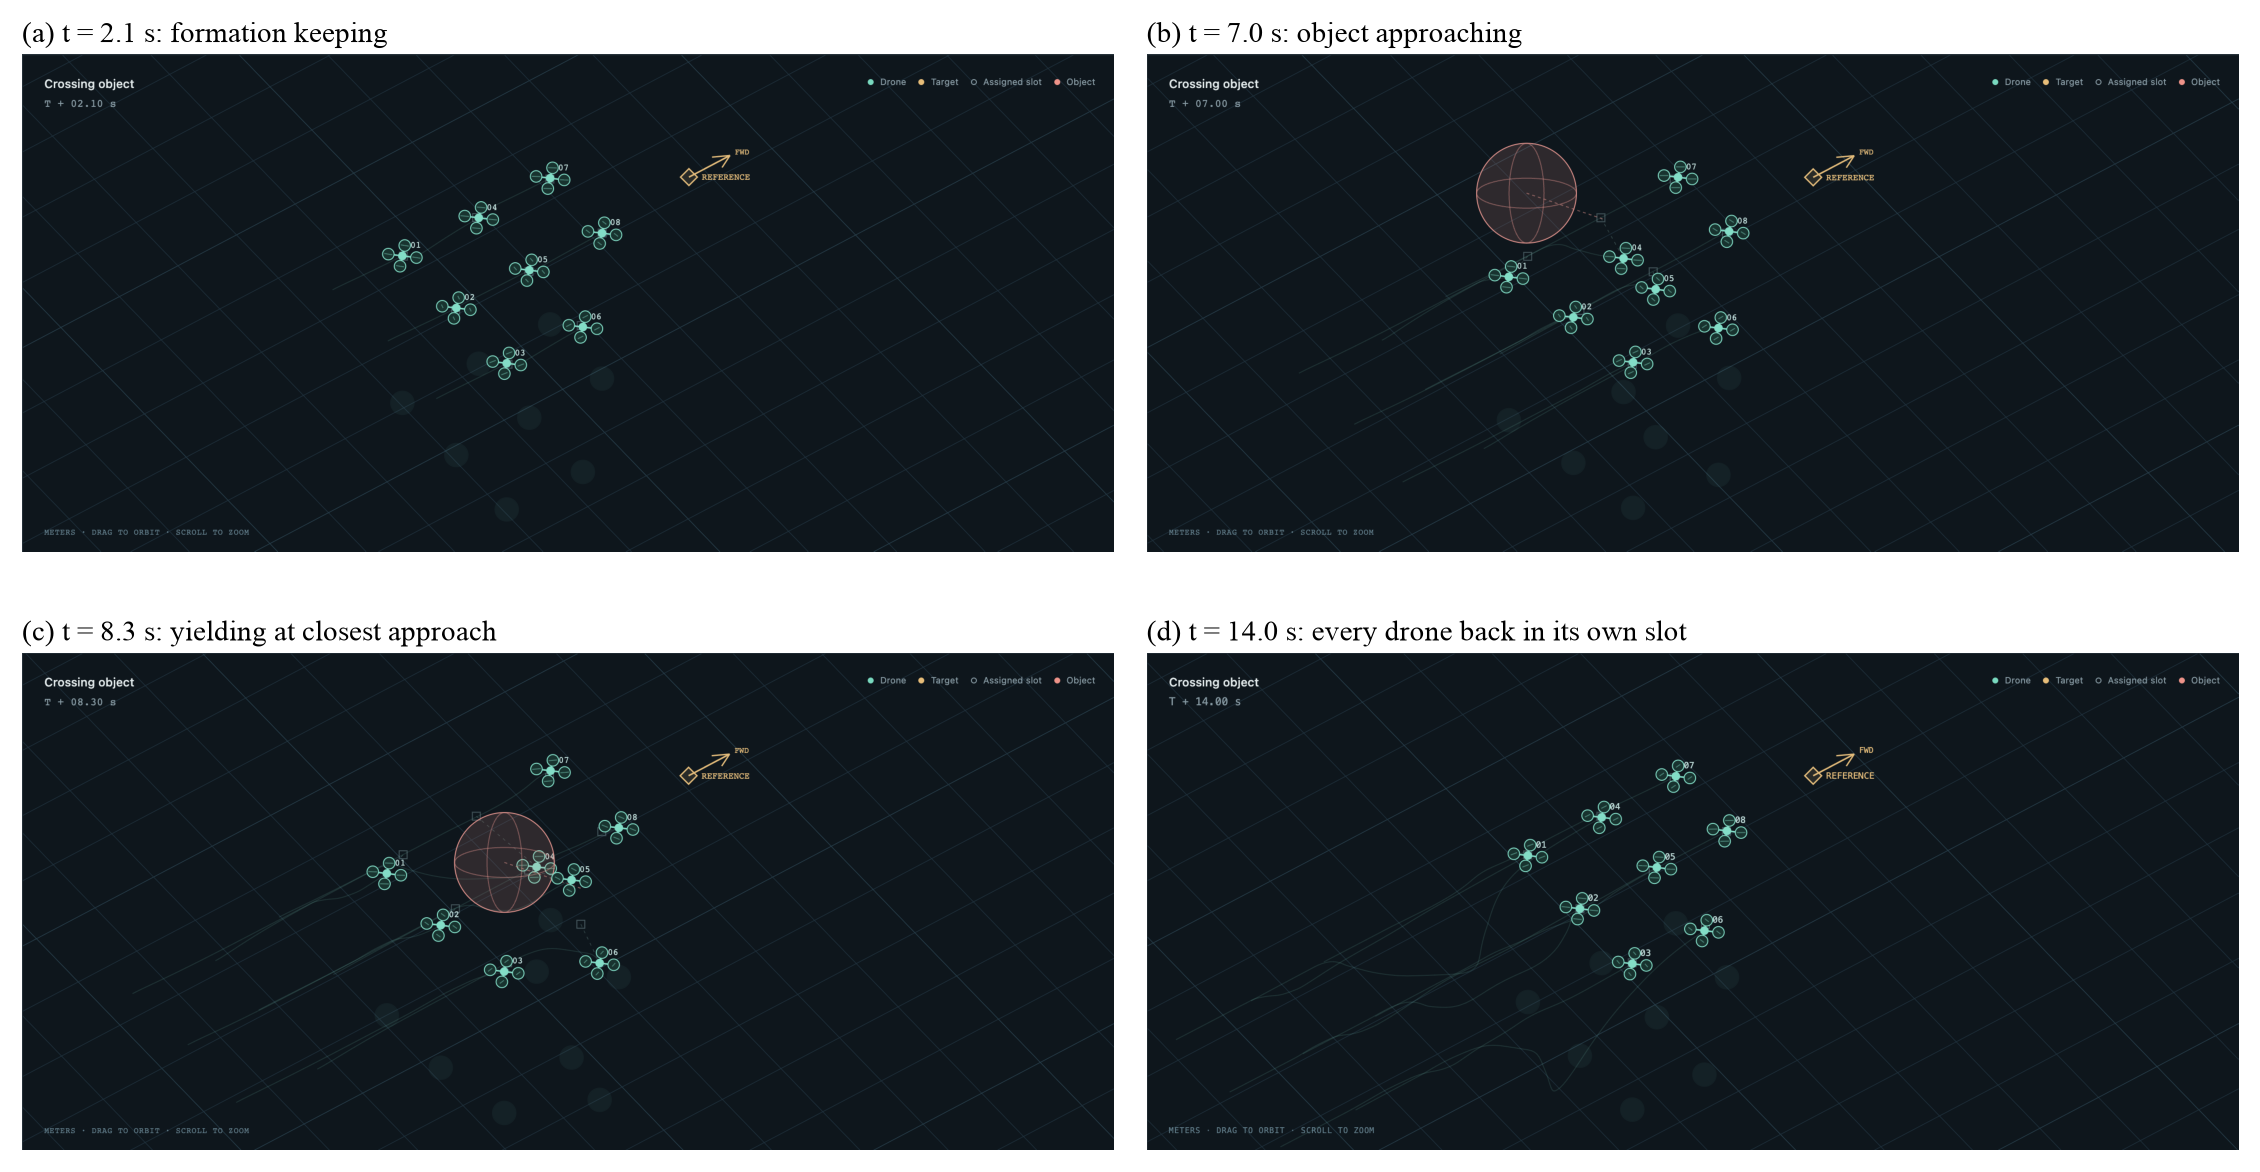 (a) t = 2.1 s: formation keeping
Crossing object
T + 02.10 s
Drone Target Assigned slot Object
FWD
REFERENCE
07
04
08
01
05
02
06
03
METERS · DRAG TO ORBIT · SCROLL TO ZOOM
(b) t = 7.0 s: object approaching
Crossing object
T + 07.00 s
Drone Target Assigned slot Object
FWD
REFERENCE
07
08
04
01
05
02
06
03
METERS · DRAG TO ORBIT · SCROLL TO ZOOM
(c) t = 8.3 s: yielding at closest approach
Crossing object
T + 08.30 s
Drone Target Assigned slot Object
FWD
REFERENCE
07
08
04
01
05
02
06
03
METERS · DRAG TO ORBIT · SCROLL TO ZOOM
(d) t = 14.0 s: every drone back in its own slot
Crossing object
T + 14.00 s
Drone Target Assigned slot Object
FWD
REFERENCE
07
04
08
01
05
02
06
03
METERS · DRAG TO ORBIT · SCROLL TO ZOOM